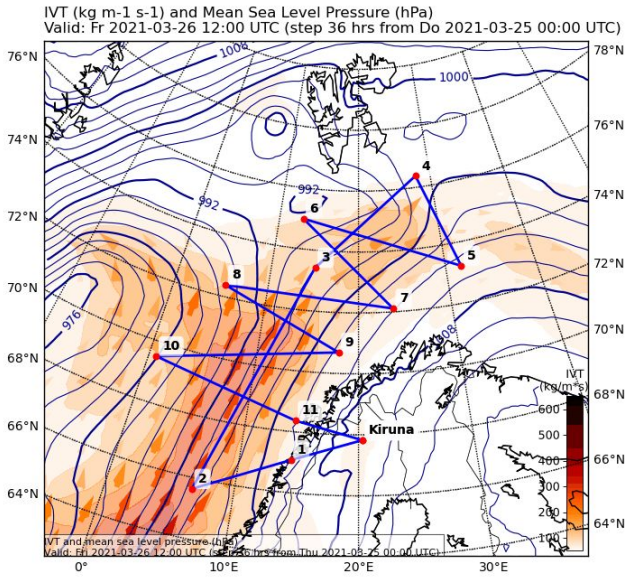 IVT (kg m-1 s-1) and Mean Sea Level Pressure (hPa)
Valid: Fr 2021-03-26 12:00 UTC (step 36 hrs from Do 2021-03-25 00:00 UTC)
76°N
78°N
1008
1000
76°N
74°N
4
74°N
992
992
6
72°N
3
5
72°N
8
70°N
7
976
70°N
1008
10
9
68°N
IVT
(kg/m*s)
68°N
600
11
Kiruna
500
66°N
1
400
66°N
2
300
64°N
200
64°N
100
IVT and mean sea level pressure (hPa)
Valid: Fri 2021-03-26 12:00 UTC (step 36 hrs from Thu 2021-03-25 00:00 UTC)
0°
10°E
20°E
30°E